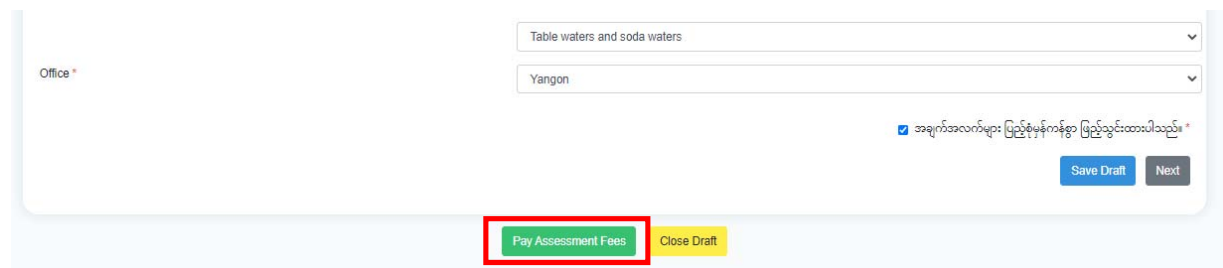 Table waters and soda waters
Office *
Yangon
အချက်အလက်များ ပြည့်စုံမှန်ကန်စွာ ဖြည့်သွင်းထားပါသည်။ *
Save Draft Next
Pay Assessment Fees Close Draft